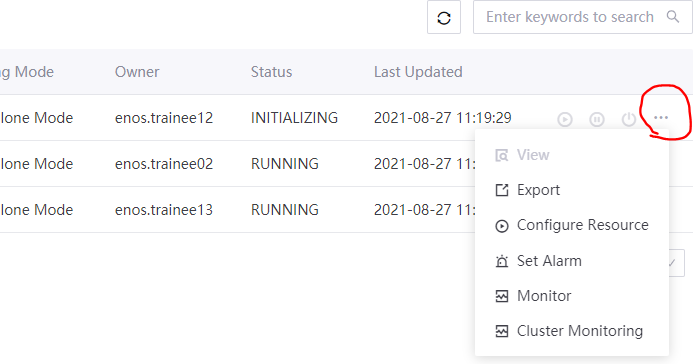 Enter keywords to search
ng Mode Owner Status Last Updated
lone Mode enos.trainee12 INITIALIZING 2021-08-27 11:19:29
lone Mode enos.trainee02 RUNNING 2021-08-27 11:
lone Mode enos.trainee13 RUNNING 2021-08-27 11:
View
Export
Configure Resource
Set Alarm
Monitor
Cluster Monitoring